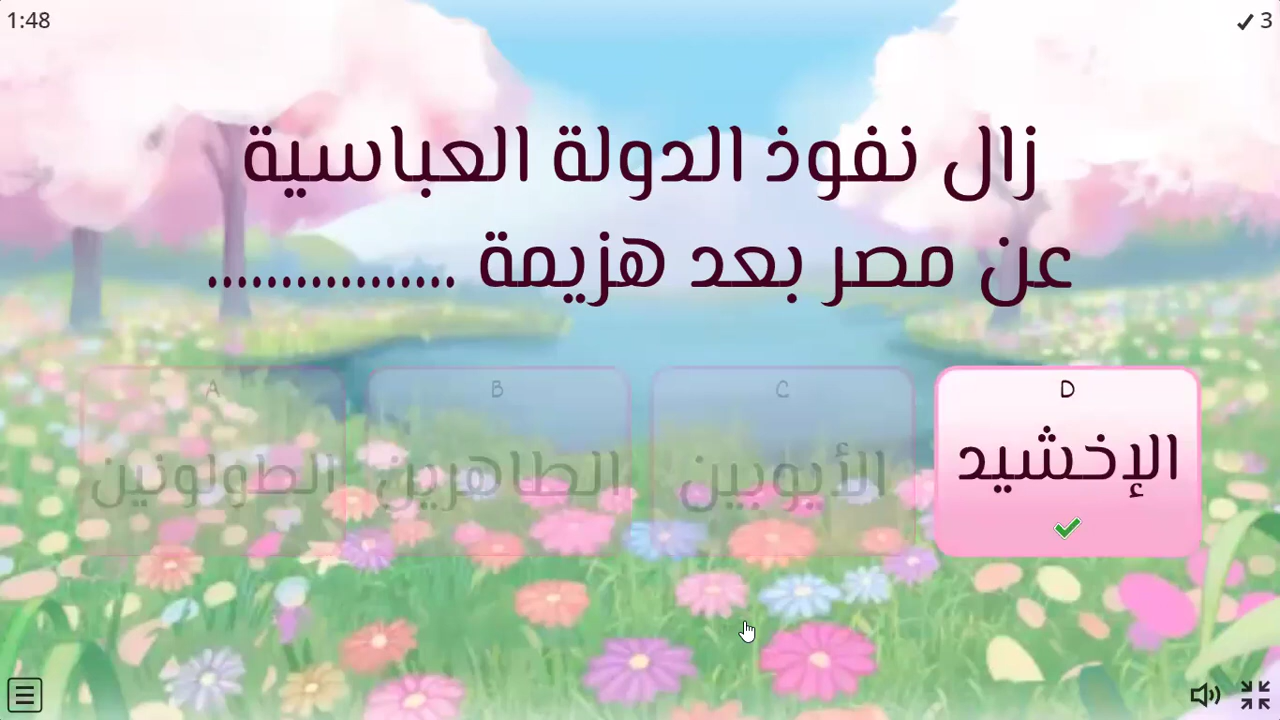 1:48
✓ 3
زال نفوذ الدولة العباسية
عن مصر بعد هزيمة .................
A
الطولونين
B
الطاهرين
C
الأيوبين
D
الإخشيد